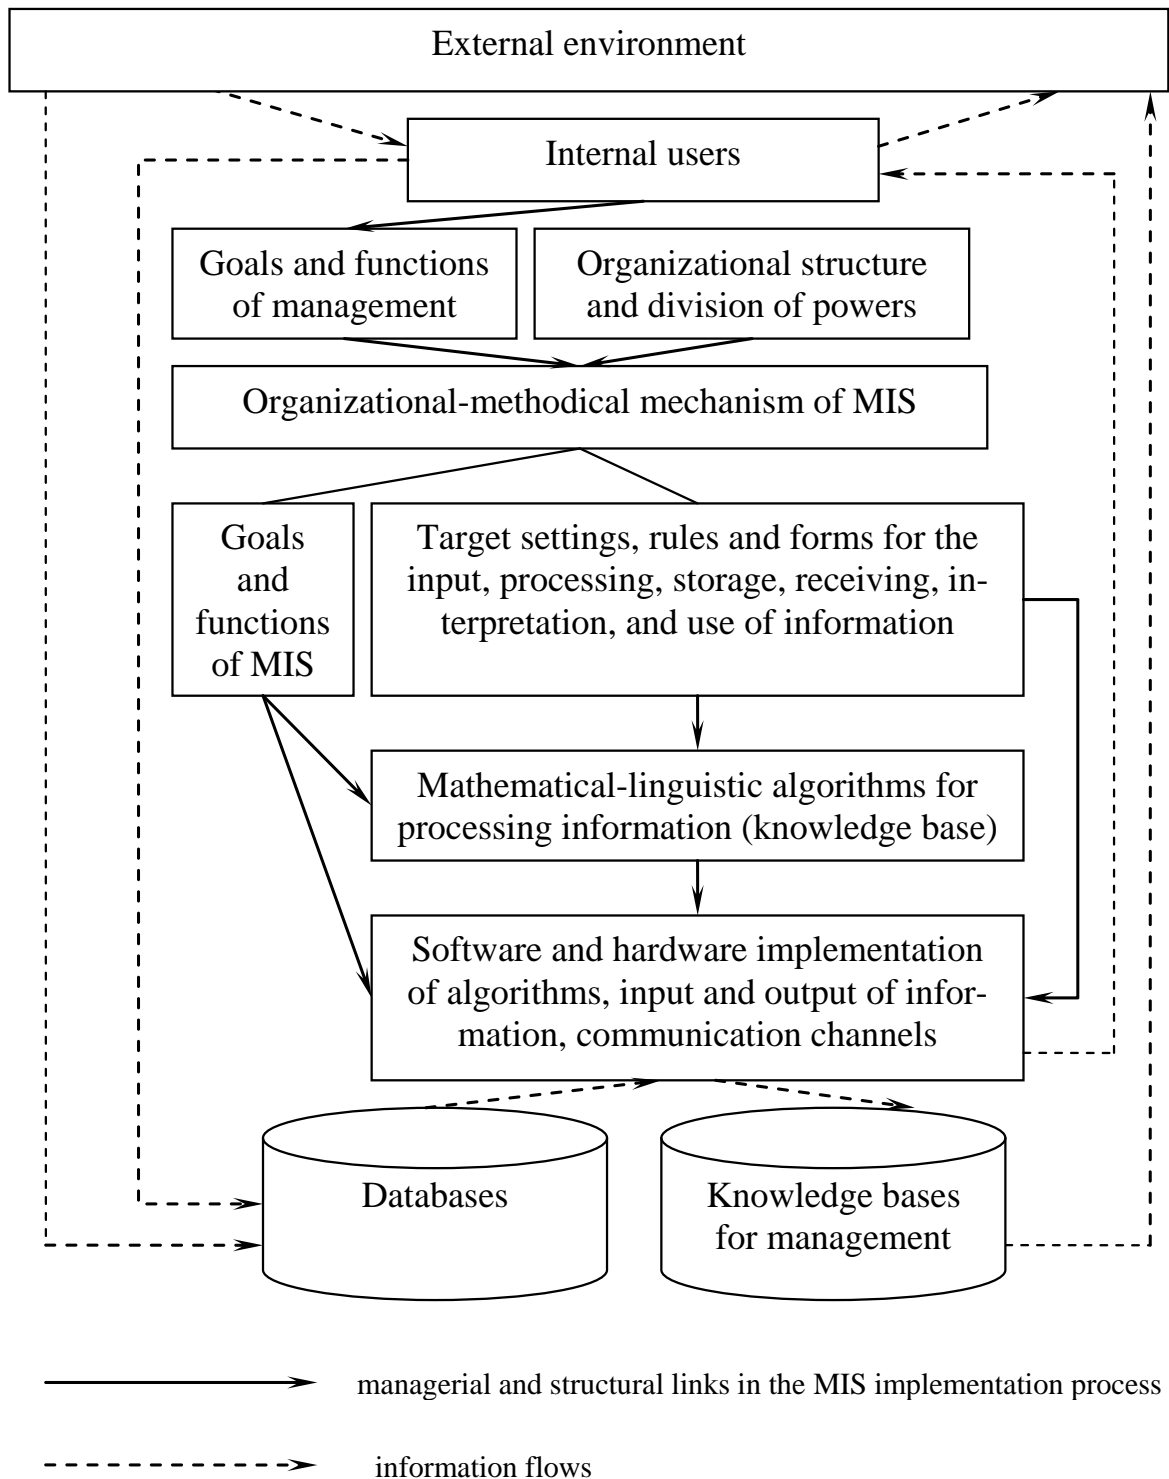 External environment
Internal users
Goals and functions
of management
Organizational structure
and division of powers
Organizational-methodical mechanism of MIS
Goals
and
functions
of MIS
Target settings, rules and forms for the
input, processing, storage, receiving, in-
terpretation, and use of information
Mathematical-linguistic algorithms for
processing information (knowledge base)
Software and hardware implementation
of algorithms, input and output of infor-
mation, communication channels
Databases
Knowledge bases
for management
managerial and structural links in the MIS implementation process
information flows